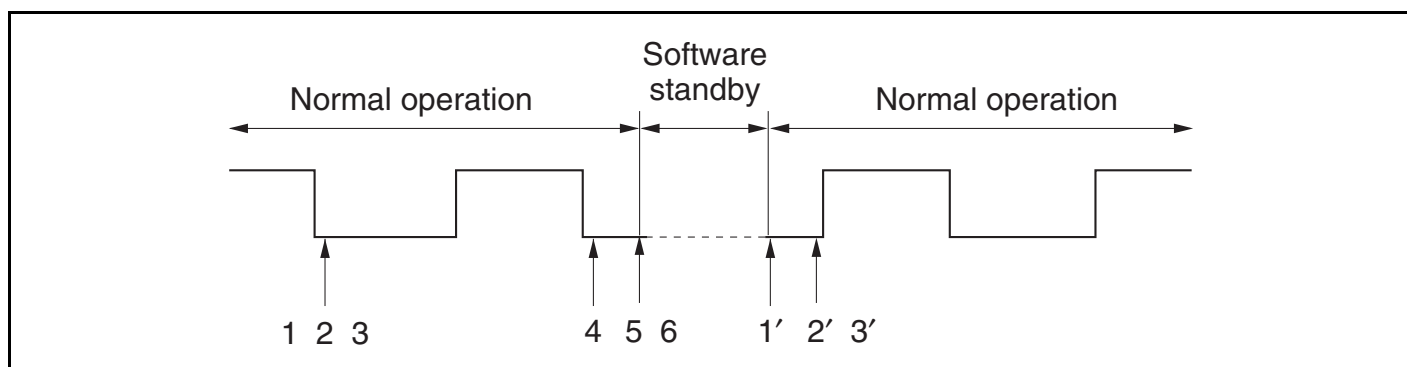 Software
standby
Normal operation
Normal operation
1 2 3
4 5 6
1′ 2′ 3′